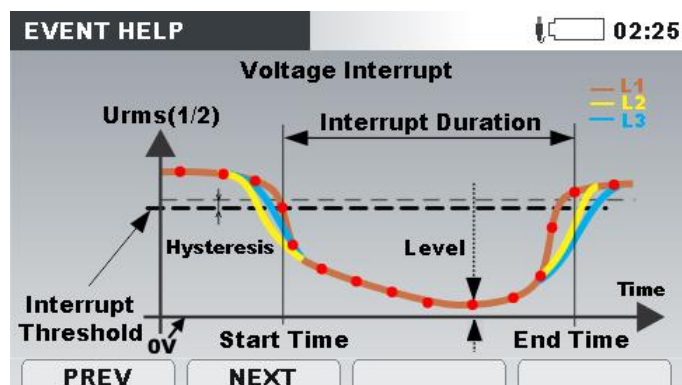 EVENT HELP 02:25
Voltage Interrupt
L1
Urms(1/2) Interrupt Duration L2
L3
Hysteresis Level
Time
Interrupt
Threshold 0V Start Time End Time
PREV NEXT